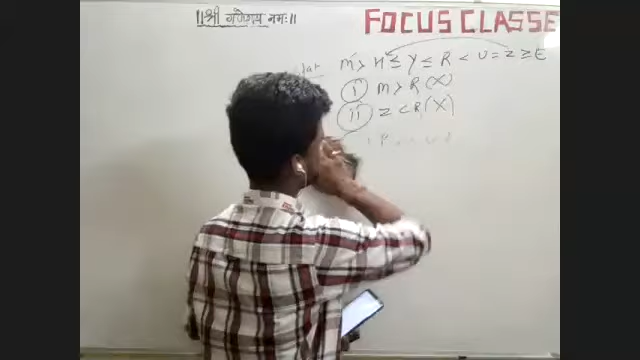 ॥श्री गणेशाय नमः॥
FOCUS CLASSE
M > H ≤ Y ≤ R < U = Z ≥ E
I M > R (X)
II Z < R (X)